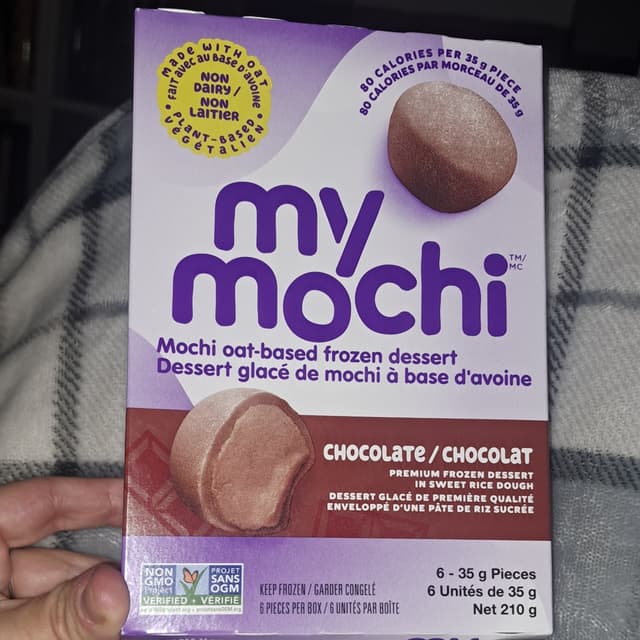 MADE WITH OAT
FAIT AVEC AU BASE D'AVOINE
NON
DAIRY /
NON
LAITIER
PLANT-BASED
VÉGÉTALIEN
80 CALORIES PER 35 g PIECE
80 CALORIES PAR MORCEAU DE 35 g
my
mochi
TM/
MC
Mochi oat-based frozen dessert
Dessert glacé de mochi à base d'avoine
CHOCOLATE / CHOCOLAT
PREMIUM FROZEN DESSERT
IN SWEET RICE DOUGH
DESSERT GLACÉ DE PREMIÈRE QUALITÉ
ENVELOPPÉ D'UNE PÂTE DE RIZ SUCRÉE
NON
GMO
Project
PROJET
SANS
OGM
VERIFIED • VÉRIFIÉ
KEEP FROZEN / GARDER CONGELÉ
6 PIECES PER BOX / 6 UNITÉS PAR BOÎTE
6 - 35 g Pieces
6 Unités de 35 g
Net 210 g